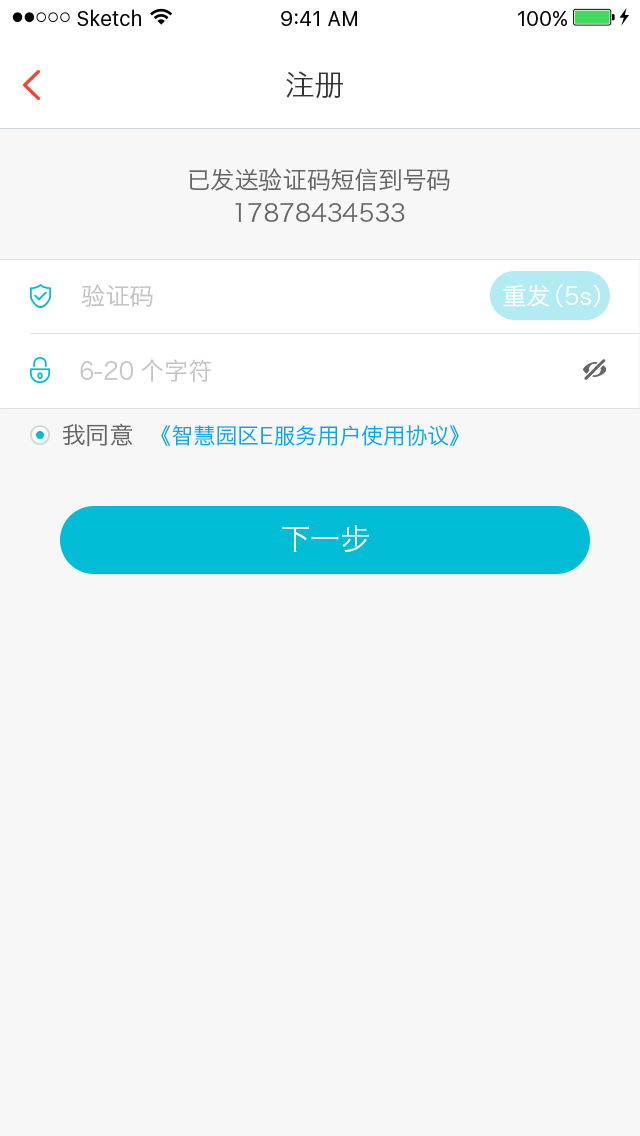 Sketch 9:41 AM 100%
注册
已发送验证码短信到号码
17878434533
验证码 重发(5s)
6-20 个字符
我同意 《智慧园区E服务用户使用协议》
下一步